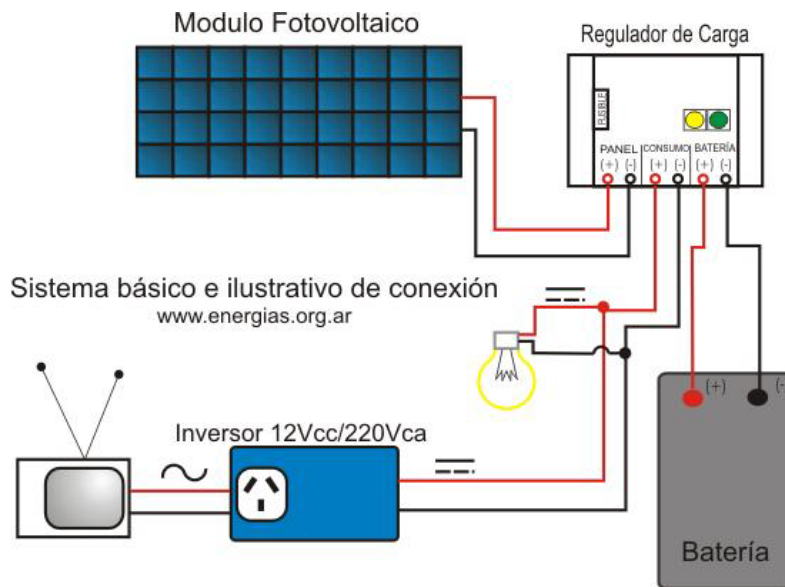 Modulo Fotovoltaico
Regulador de Carga
FUSIBLE
PANEL CONSUMO BATERÍA
(+) (-) (+) (-) (+) (-)
Sistema básico e ilustrativo de conexión
www.energias.org.ar
(+) (-
Inversor 12Vcc/220Vca
Batería